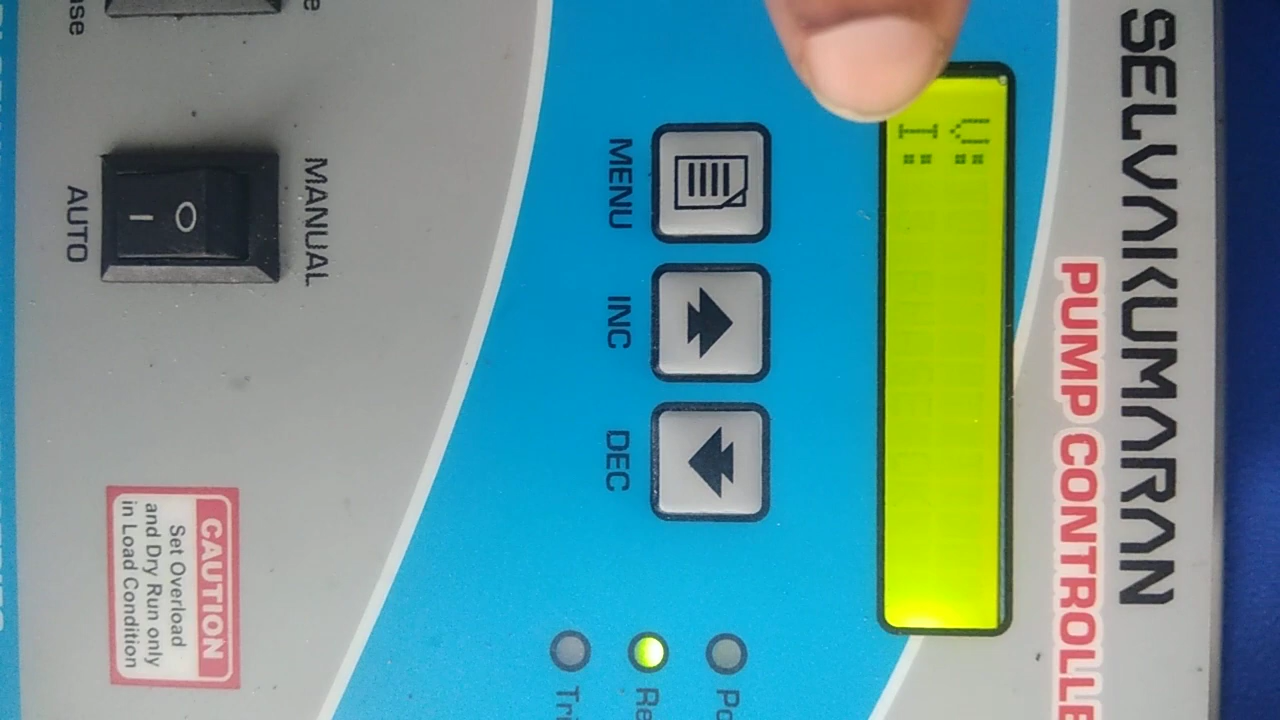 SELVAKUMARAN
PUMP CONTROLLE
V:
I:
MENU
INC
DEC
MANUAL
I O
AUTO
CAUTION
Set Overload
and Dry Run only
in Load Condition